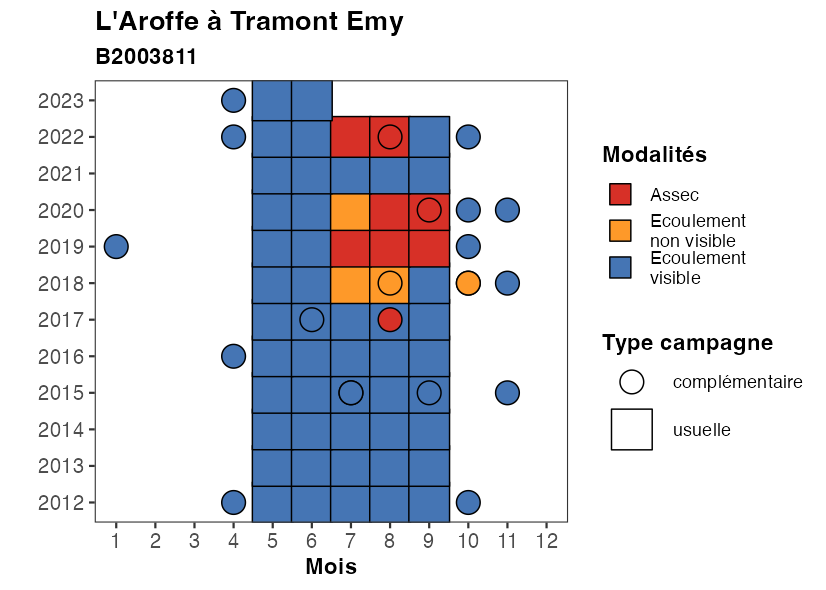 L'Aroffe à Tramont Emy
B2003811
2023
2022
2021
2020
2019
2018
2017
2016
2015
2014
2013
2012
1 2 3 4 5 6 7 8 9 10 11 12
Mois
Modalités
Assec
Ecoulement
non visible
Ecoulement
visible
Type campagne
complémentaire
usuelle